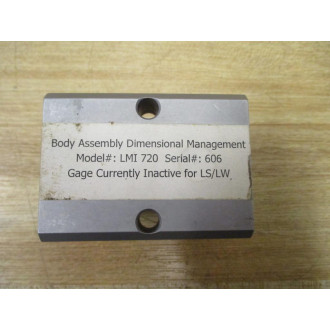 Body Assembly Dimensional Management
Model#: LMI 720 Serial#: 606
Gage Currently Inactive for LS/LW